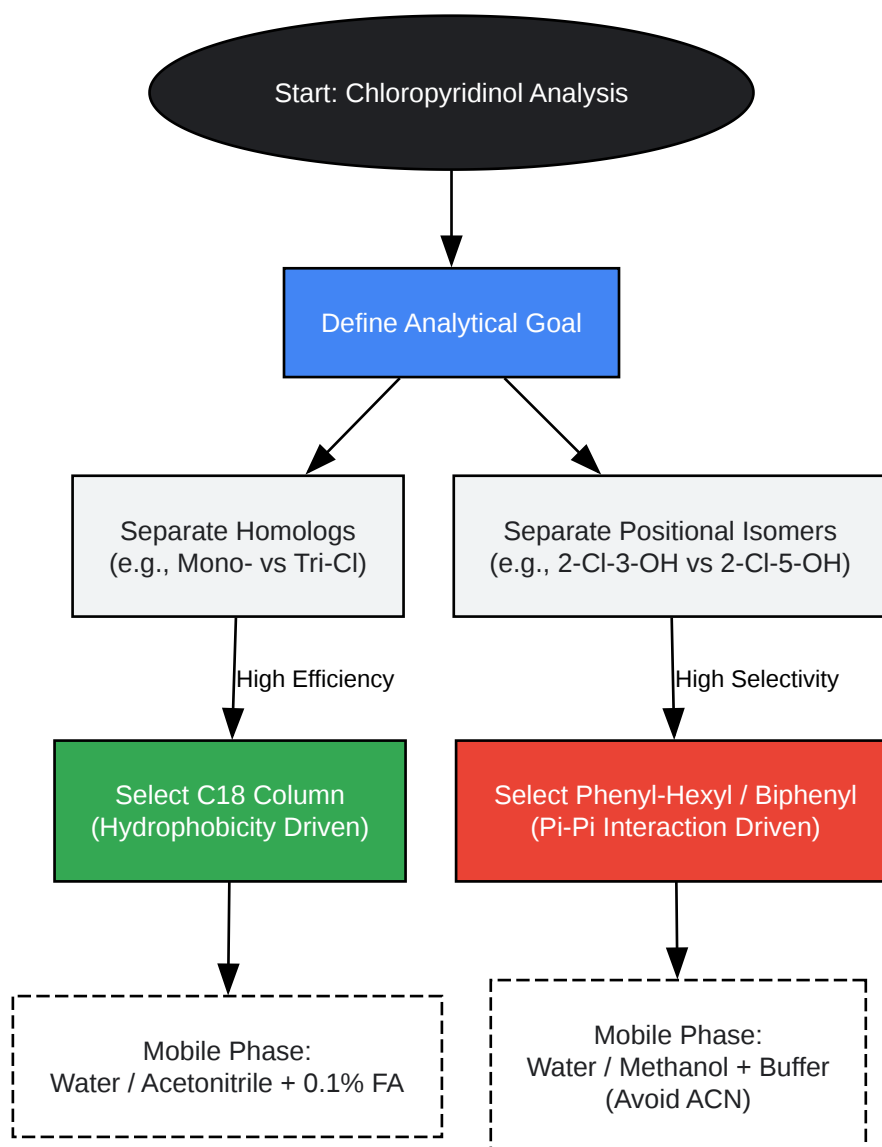 Start: Chloropyridinol Analysis
Define Analytical Goal
Separate Homologs
(e.g., Mono- vs Tri-Cl)
Separate Positional Isomers
(e.g., 2-Cl-3-OH vs 2-Cl-5-OH)
High Efficiency
High Selectivity
Select C18 Column
(Hydrophobicity Driven)
Select Phenyl-Hexyl / Biphenyl
(Pi-Pi Interaction Driven)
Mobile Phase:
Water / Acetonitrile + 0.1% FA
Mobile Phase:
Water / Methanol + Buffer
(Avoid ACN)